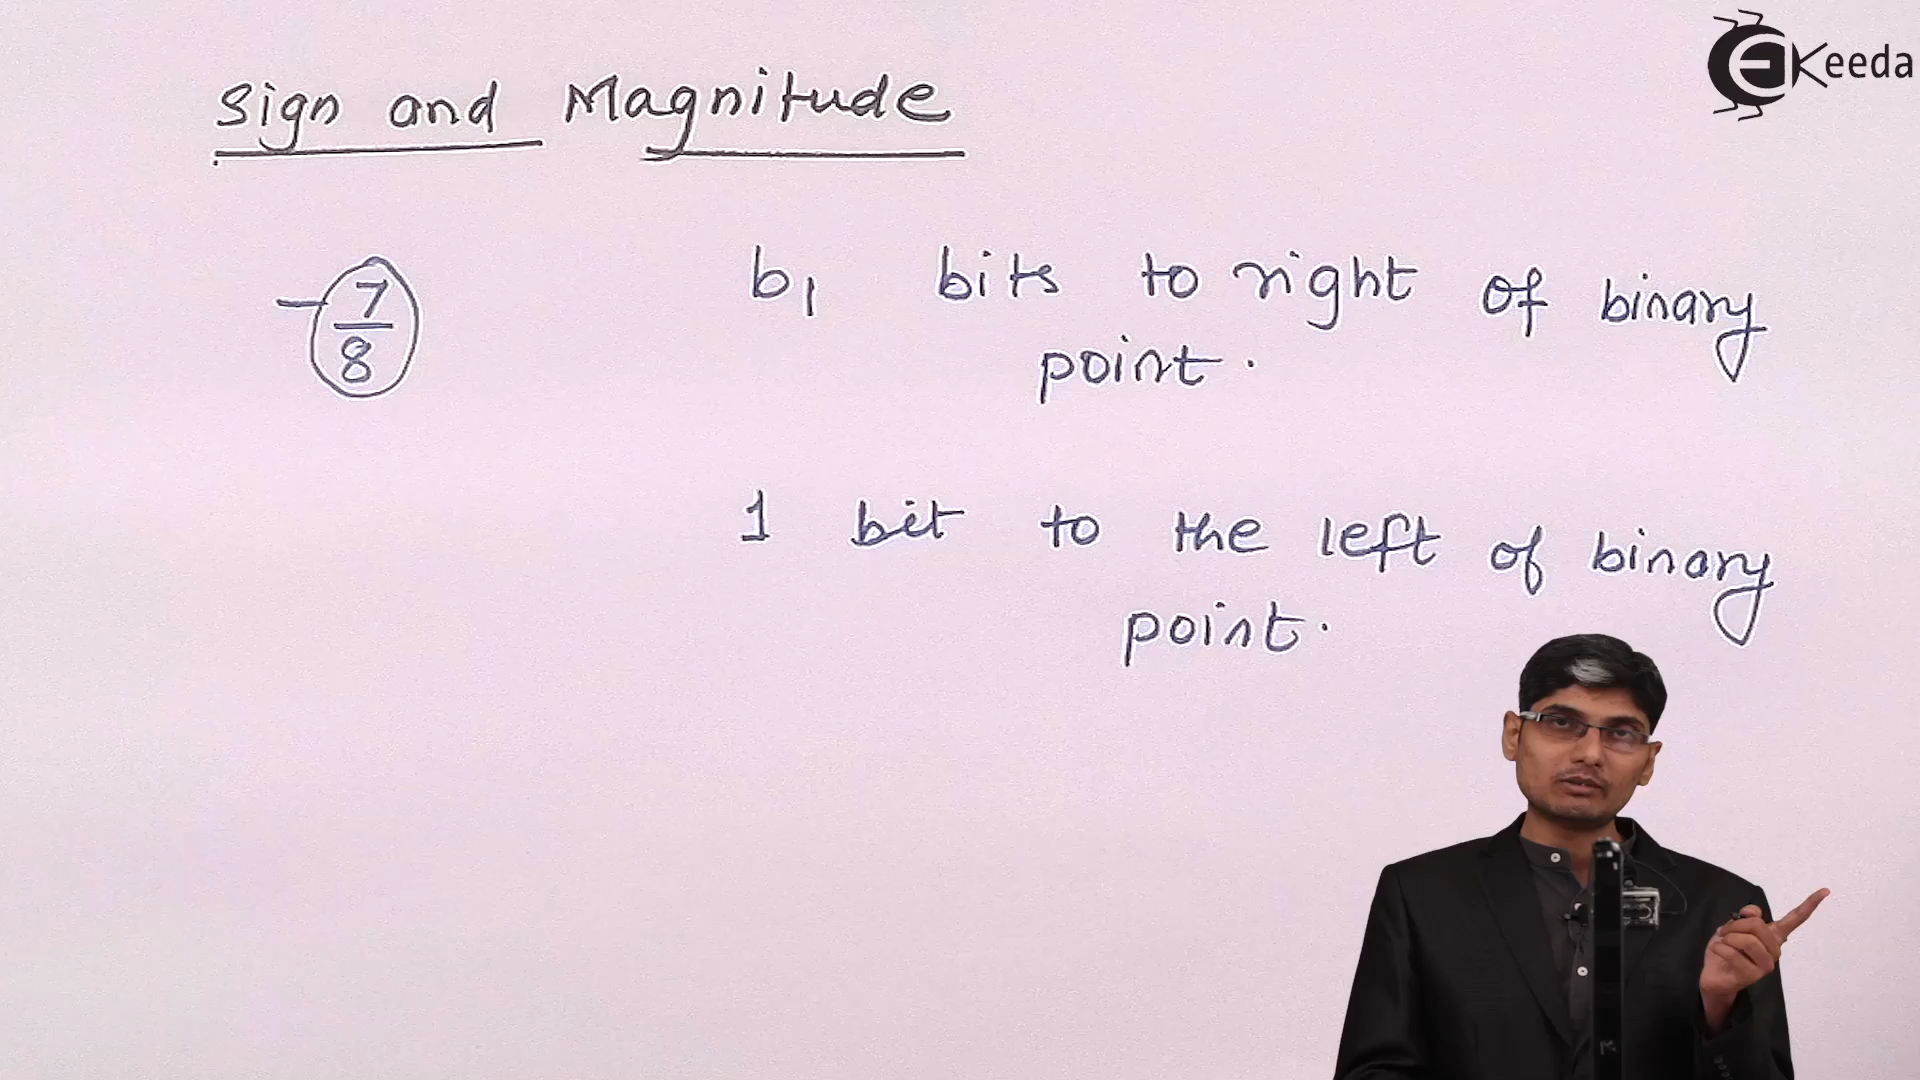 Sign and Magnitude
Ekeeda
- 7/8
b1 bits to right of binary
point.
1 bit to the left of binary
point.